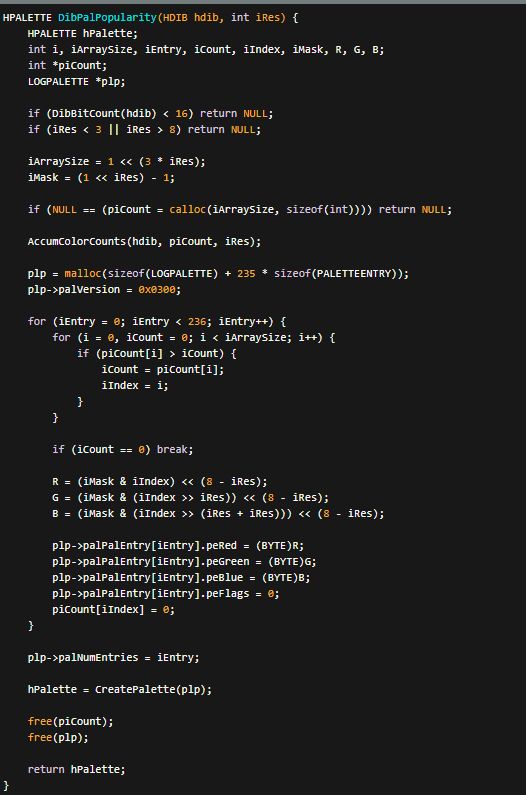 HPALETTE DibPalPopularity(HDIB hdib, int iRes) {
    HPALETTE hPalette;
    int i, iArraySize, iEntry, iCount, iIndex, iMask, R, G, B;
    int *piCount;
    LOGPALETTE *plp;

    if (DibBitCount(hdib) < 16) return NULL;
    if (iRes < 3 || iRes > 8) return NULL;

    iArraySize = 1 << (3 * iRes);
    iMask = (1 << iRes) - 1;

    if (NULL == (piCount = calloc(iArraySize, sizeof(int)))) return NULL;

    AccumColorCounts(hdib, piCount, iRes);

    plp = malloc(sizeof(LOGPALETTE) + 235 * sizeof(PALETTEENTRY));
    plp->palVersion = 0x0300;

    for (iEntry = 0; iEntry < 236; iEntry++) {
        for (i = 0, iCount = 0; i < iArraySize; i++) {
            if (piCount[i] > iCount) {
                iCount = piCount[i];
                iIndex = i;
            }
        }

        if (iCount == 0) break;

        R = (iMask & iIndex) << (8 - iRes);
        G = (iMask & (iIndex >> iRes)) << (8 - iRes);
        B = (iMask & (iIndex >> (iRes + iRes))) << (8 - iRes);

        plp->palPalEntry[iEntry].peRed = (BYTE)R;
        plp->palPalEntry[iEntry].peGreen = (BYTE)G;
        plp->palPalEntry[iEntry].peBlue = (BYTE)B;
        plp->palPalEntry[iEntry].peFlags = 0;
        piCount[iIndex] = 0;
    }

    plp->palNumEntries = iEntry;

    hPalette = CreatePalette(plp);

    free(piCount);
    free(plp);

    return hPalette;
}